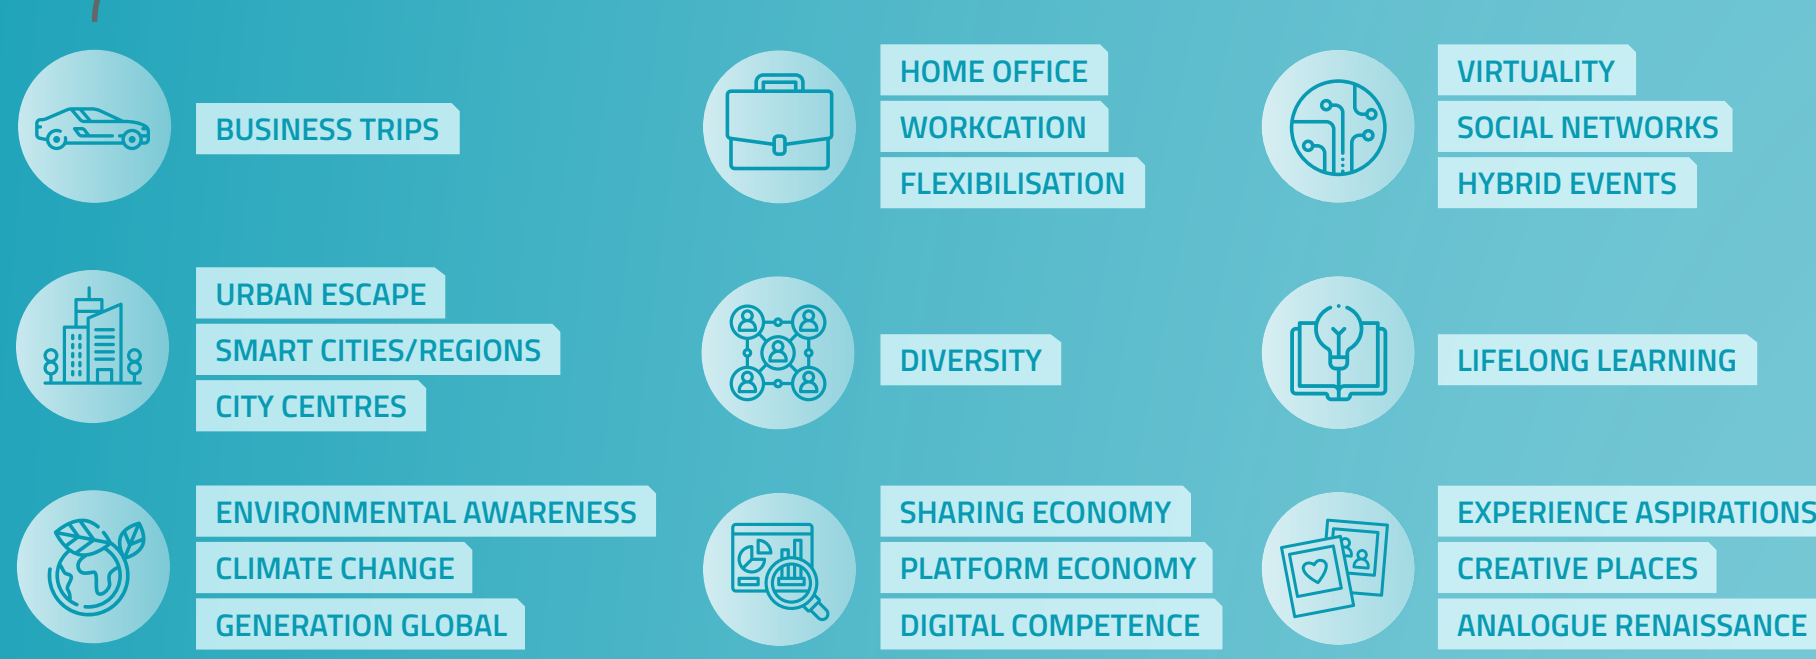 BUSINESS TRIPS
HOME OFFICE
WORKCATION
FLEXIBILISATION
VIRTUALITY
SOCIAL NETWORKS
HYBRID EVENTS
URBAN ESCAPE
SMART CITIES/REGIONS
CITY CENTRES
DIVERSITY
LIFELONG LEARNING
ENVIRONMENTAL AWARENESS
CLIMATE CHANGE
GENERATION GLOBAL
SHARING ECONOMY
PLATFORM ECONOMY
DIGITAL COMPETENCE
EXPERIENCE ASPIRATIONS
CREATIVE PLACES
ANALOGUE RENAISSANCE